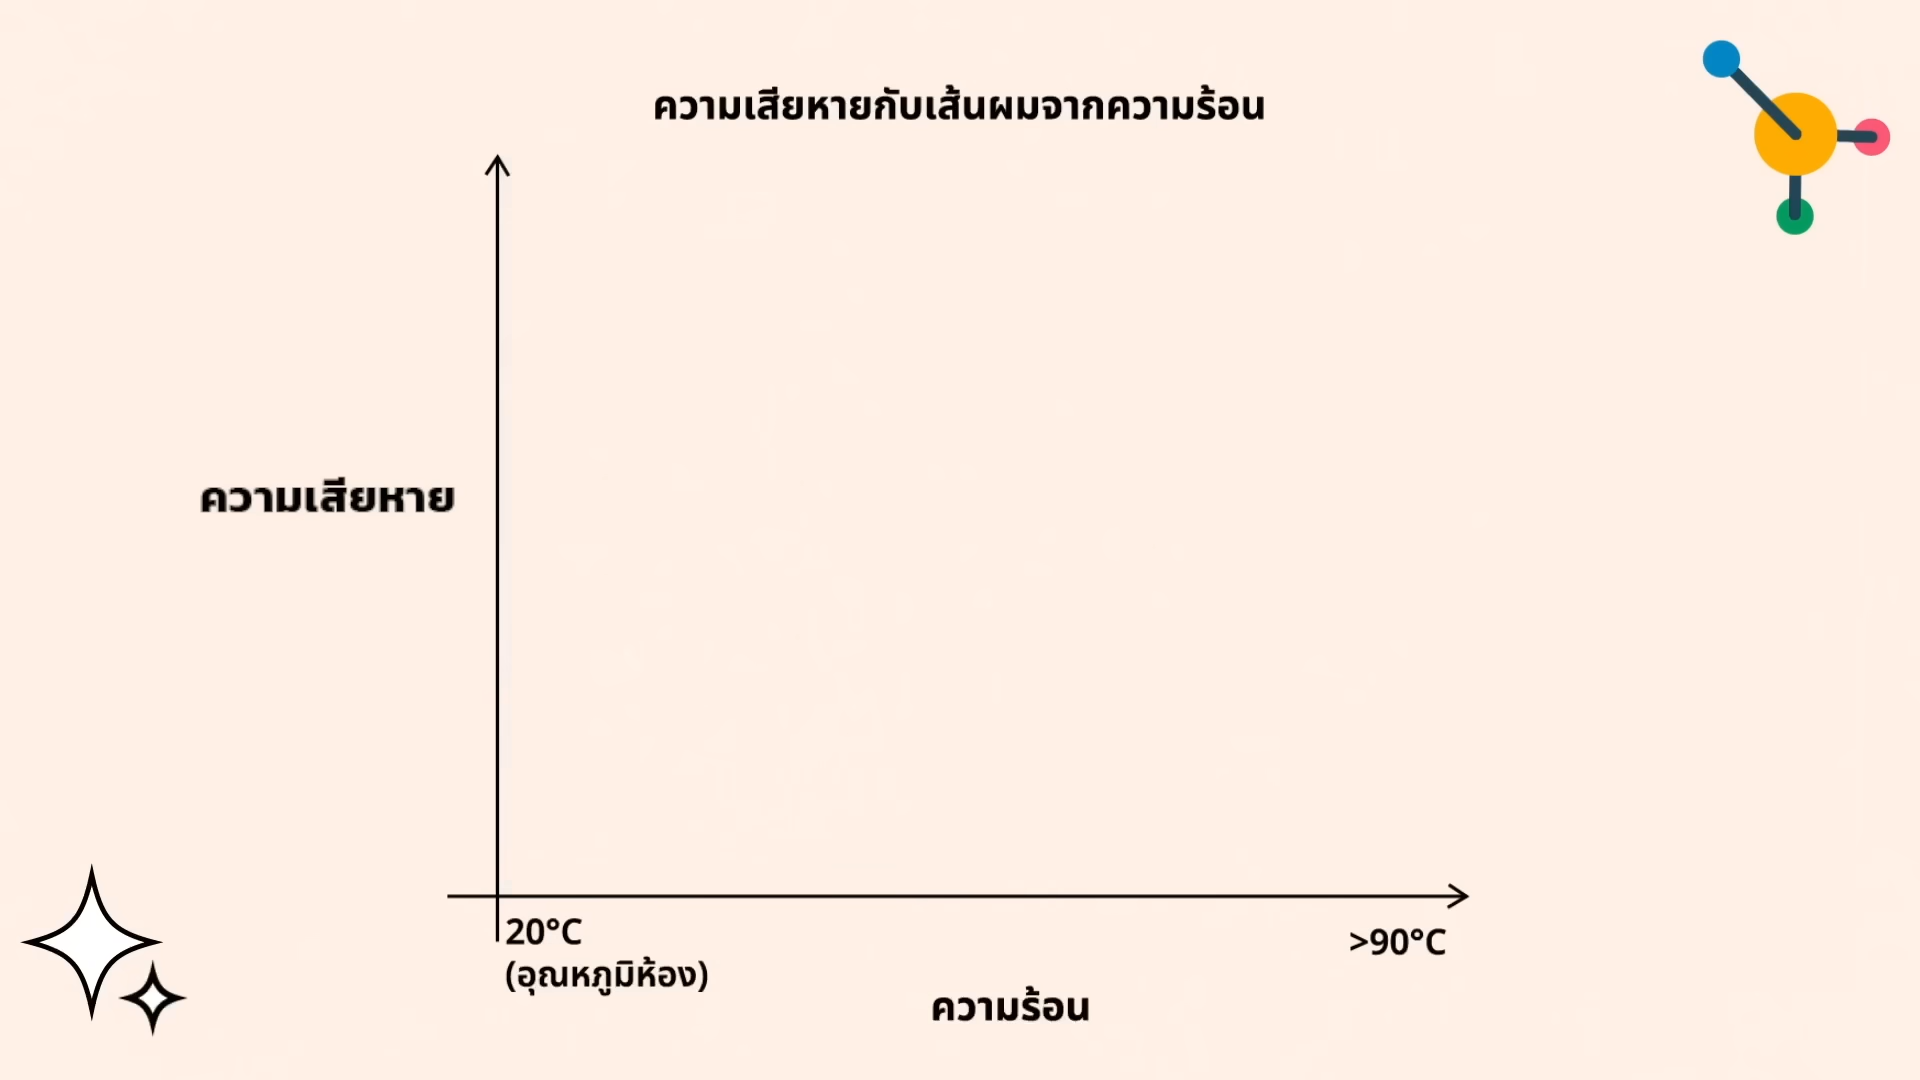 ความเสียหายกับเส้นผมจากความร้อน
ความเสียหาย
20°C
(อุณหภูมิห้อง)
>90°C
ความร้อน